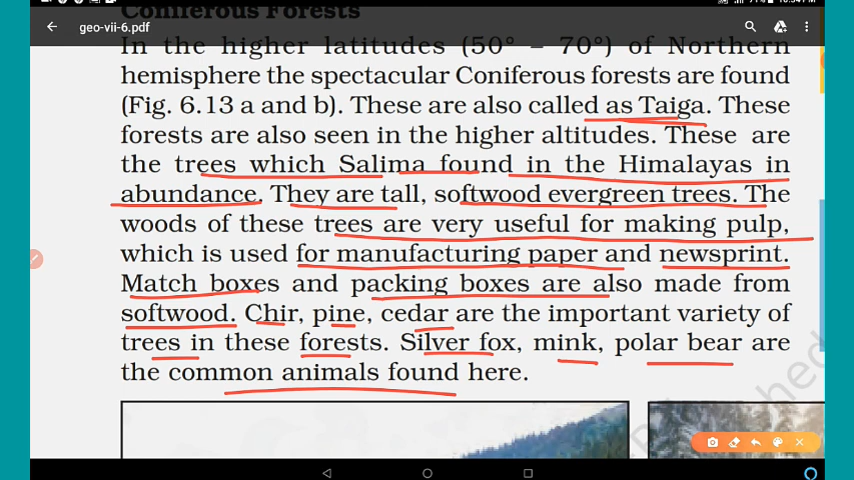 geo-vii-6.pdf
Coniferous Forests
In the higher latitudes (50° – 70°) of Northern
hemisphere the spectacular Coniferous forests are found
(Fig. 6.13 a and b). These are also called as Taiga. These
forests are also seen in the higher altitudes. These are
the trees which Salima found in the Himalayas in
abundance. They are tall, softwood evergreen trees. The
woods of these trees are very useful for making pulp,
which is used for manufacturing paper and newsprint.
Match boxes and packing boxes are also made from
softwood. Chir, pine, cedar are the important variety of
trees in these forests. Silver fox, mink, polar bear are
the common animals found here.